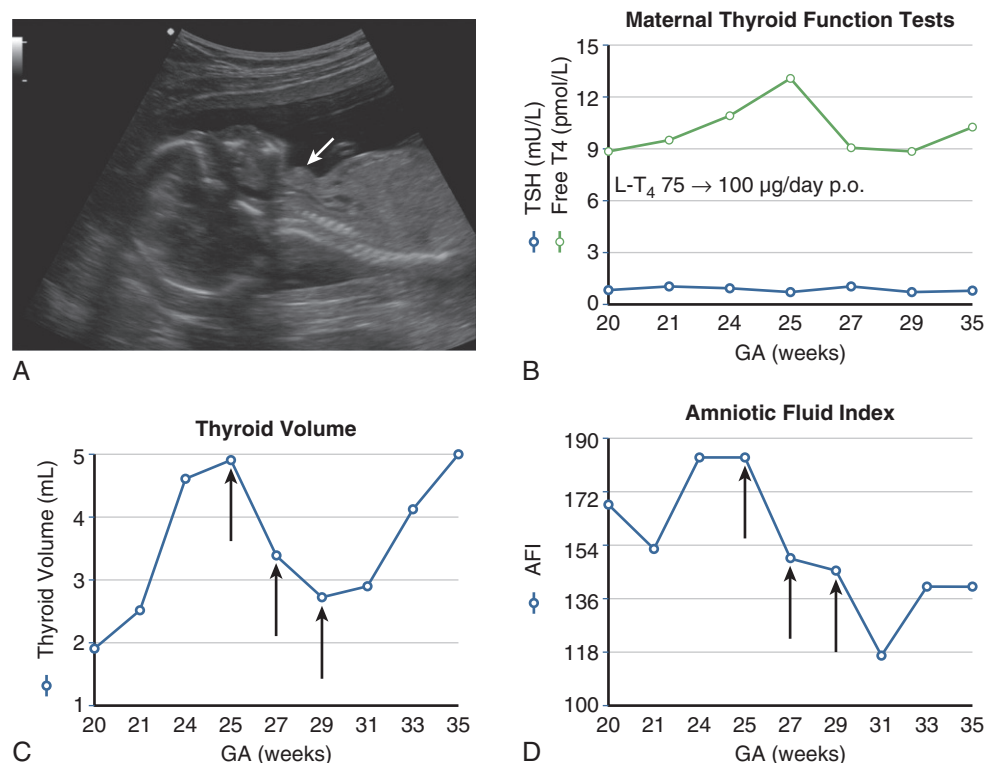 A
Maternal Thyroid Function Tests
TSH (mU/L)
Free T4 (pmol/L)
15
12
9
6
3
0
L-T4 75 → 100 µg/day p.o.
20 21 24 25 27 29 35
GA (weeks)
B
Thyroid Volume
Thyroid Volume (mL)
5
4
3
2
1
20 21 24 25 27 29 31 33 35
GA (weeks)
C
Amniotic Fluid Index
AFI
190
172
154
136
118
100
20 21 24 25 27 29 31 33 35
GA (weeks)
D